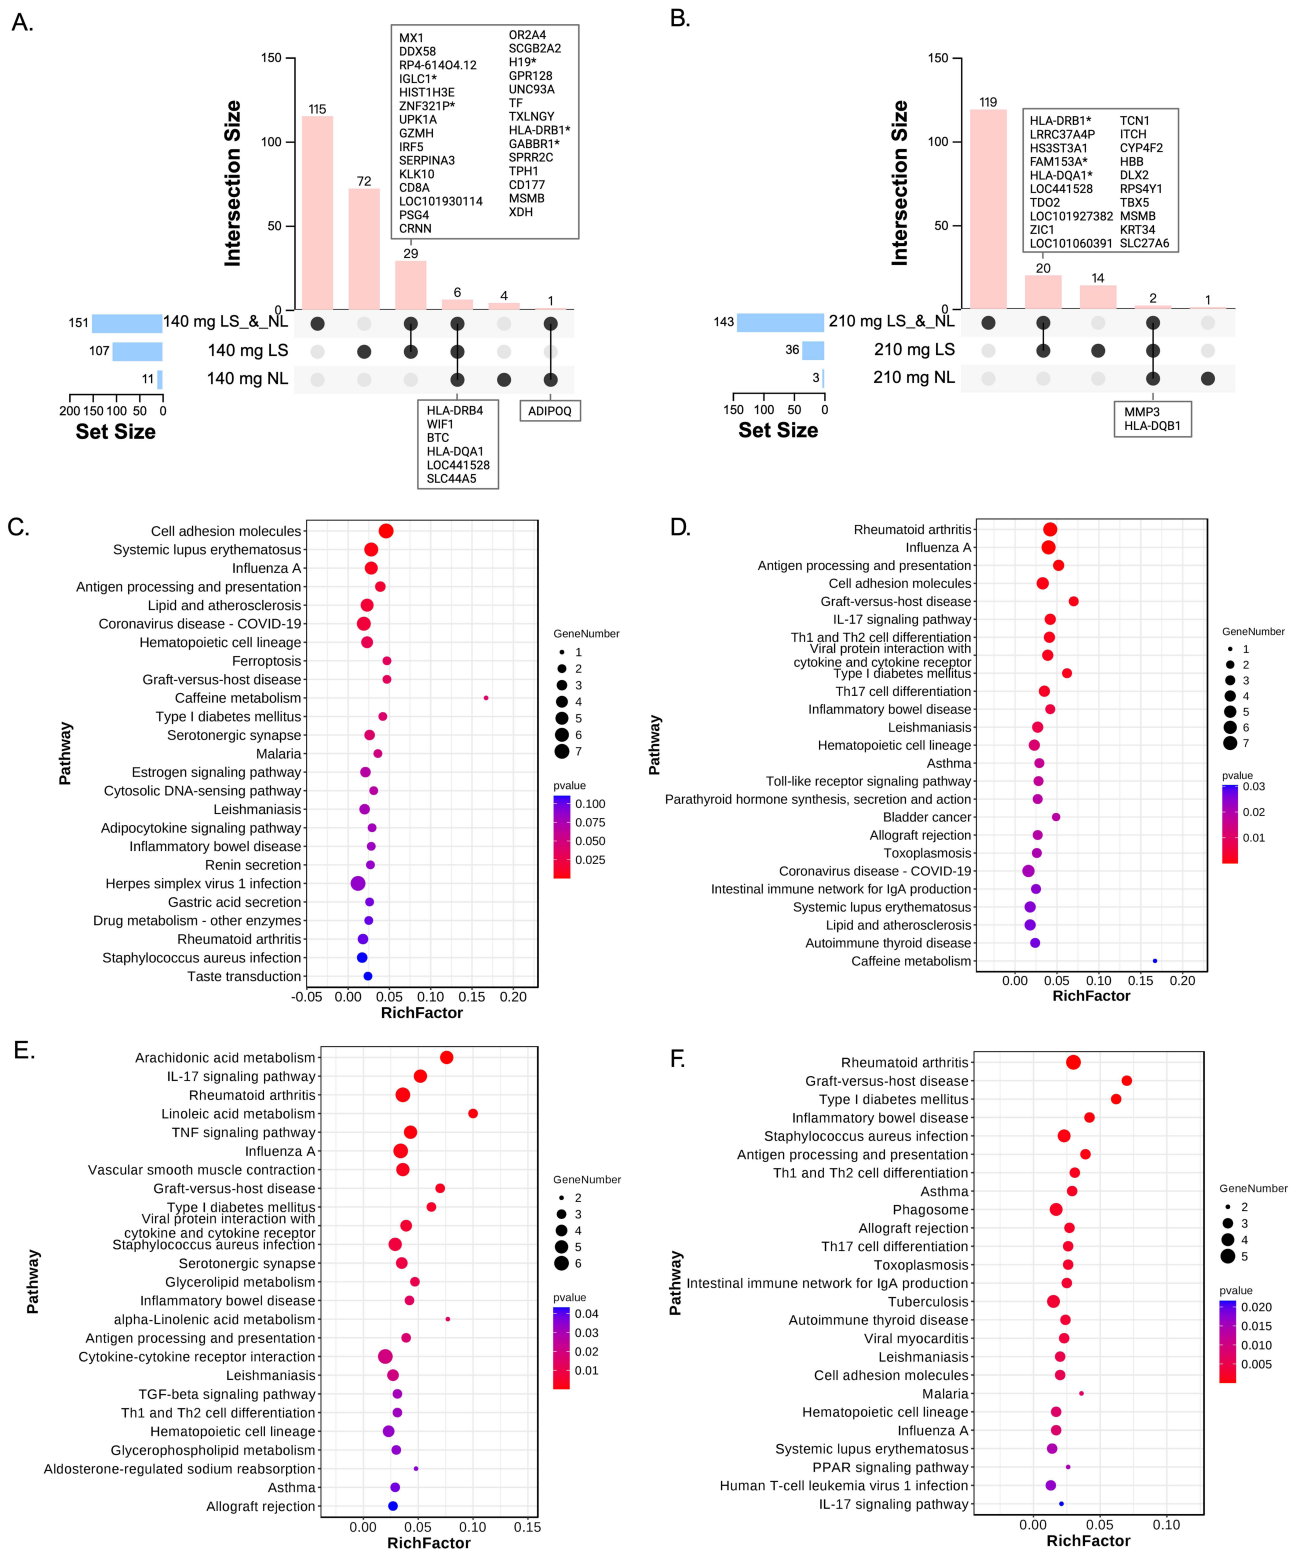 A.
150
100
50
0
Intersection Size
115
72
29
6
4
1
MX1
DDX58
RP4-614O4.12
IGLC1*
HIST1H3E
ZNF321P*
UPK1A
GZMH
IRF5
SERPINA3
KLK10
CD8A
LOC101930114
PSG4
CRNN
OR2A4
SCGB2A2
H19*
GPR128
UNC93A
TF
TXLNGY
HLA-DRB1*
GABBR1*
SPRR2C
TPH1
CD177
MSMB
XDH
151
140 mg LS_&_NL
107
140 mg LS
11
140 mg NL
200 150 100 50 0
Set Size
HLA-DRB4
WIF1
BTC
HLA-DQA1
LOC441528
SLC44A5
ADIPOQ
B.
150
100
50
0
Intersection Size
119
20
14
2
1
HLA-DRB1*
LRRC37A4P
HS3ST3A1
FAM153A*
HLA-DQA1*
LOC441528
TDO2
LOC101927382
ZIC1
LOC101060391
TCN1
ITCH
CYP4F2
HBB
DLX2
RPS4Y1
TBX5
MSMB
KRT34
SLC27A6
143
210 mg LS_&_NL
36
210 mg LS
3
210 mg NL
150 100 50 0
Set Size
MMP3
HLA-DQB1
C.
Pathway
Cell adhesion molecules
Systemic lupus erythematosus
Influenza A
Antigen processing and presentation
Lipid and atherosclerosis
Coronavirus disease - COVID-19
Hematopoietic cell lineage
Ferroptosis
Graft-versus-host disease
Caffeine metabolism
Type I diabetes mellitus
Serotonergic synapse
Malaria
Estrogen signaling pathway
Cytosolic DNA-sensing pathway
Leishmaniasis
Adipocytokine signaling pathway
Inflammatory bowel disease
Renin secretion
Herpes simplex virus 1 infection
Gastric acid secretion
Drug metabolism - other enzymes
Rheumatoid arthritis
Staphylococcus aureus infection
Taste transduction
-0.05 0.00 0.05 0.10 0.15 0.20
RichFactor
GeneNumber
1
2
3
4
5
6
7
pvalue
0.100
0.075
0.050
0.025
D.
Pathway
Rheumatoid arthritis
Influenza A
Antigen processing and presentation
Cell adhesion molecules
Graft-versus-host disease
IL-17 signaling pathway
Th1 and Th2 cell differentiation
Viral protein interaction with
cytokine and cytokine receptor
Type I diabetes mellitus
Th17 cell differentiation
Inflammatory bowel disease
Leishmaniasis
Hematopoietic cell lineage
Asthma
Toll-like receptor signaling pathway
Parathyroid hormone synthesis, secretion and action
Bladder cancer
Allograft rejection
Toxoplasmosis
Coronavirus disease - COVID-19
Intestinal immune network for IgA production
Systemic lupus erythematosus
Lipid and atherosclerosis
Autoimmune thyroid disease
Caffeine metabolism
0.00 0.05 0.10 0.15 0.20
RichFactor
GeneNumber
1
2
3
4
5
6
7
pvalue
0.03
0.02
0.01
E.
Pathway
Arachidonic acid metabolism
IL-17 signaling pathway
Rheumatoid arthritis
Linoleic acid metabolism
TNF signaling pathway
Influenza A
Vascular smooth muscle contraction
Graft-versus-host disease
Type I diabetes mellitus
Viral protein interaction with
cytokine and cytokine receptor
Staphylococcus aureus infection
Serotonergic synapse
Glycerolipid metabolism
Inflammatory bowel disease
alpha-Linolenic acid metabolism
Antigen processing and presentation
Cytokine-cytokine receptor interaction
Leishmaniasis
TGF-beta signaling pathway
Th1 and Th2 cell differentiation
Hematopoietic cell lineage
Glycerophospholipid metabolism
Aldosterone-regulated sodium reabsorption
Asthma
Allograft rejection
0.00 0.05 0.10 0.15
RichFactor
GeneNumber
2
3
4
5
6
pvalue
0.04
0.03
0.02
0.01
F.
Pathway
Rheumatoid arthritis
Graft-versus-host disease
Type I diabetes mellitus
Inflammatory bowel disease
Staphylococcus aureus infection
Antigen processing and presentation
Th1 and Th2 cell differentiation
Asthma
Phagosome
Allograft rejection
Th17 cell differentiation
Toxoplasmosis
Intestinal immune network for IgA production
Tuberculosis
Autoimmune thyroid disease
Viral myocarditis
Leishmaniasis
Cell adhesion molecules
Malaria
Hematopoietic cell lineage
Influenza A
Systemic lupus erythematosus
PPAR signaling pathway
Human T-cell leukemia virus 1 infection
IL-17 signaling pathway
0.00 0.05 0.10
RichFactor
GeneNumber
2
3
4
5
pvalue
0.020
0.015
0.010
0.005